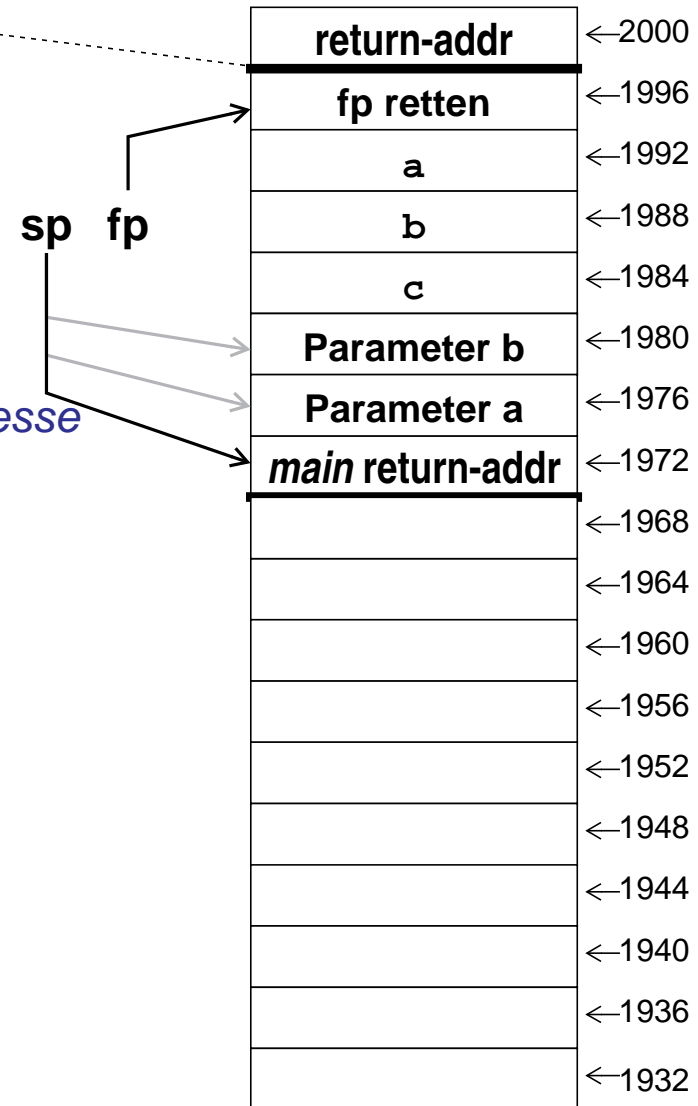 return-addr ←2000
fp retten ←1996
a ←1992
sp fp b ←1988
c ←1984
Parameter b ←1980
esse Parameter a ←1976
main return-addr ←1972
←1968
←1964
←1960
←1956
←1952
←1948
←1944
←1940
←1936
←1932